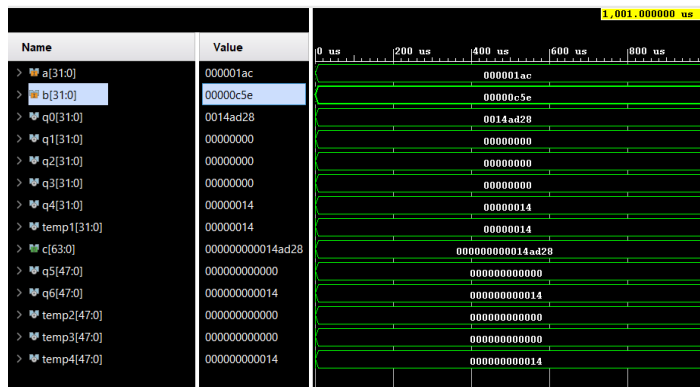 1,001.000000 us
Name Value 0 us 200 us 400 us 600 us 800 us
a[31:0] 000001ac 000001ac
b[31:0] 00000c5e 00000c5e
q0[31:0] 0014ad28 0014ad28
q1[31:0] 00000000 00000000
q2[31:0] 00000000 00000000
q3[31:0] 00000000 00000000
q4[31:0] 00000014 00000014
temp1[31:0] 00000014 00000014
c[63:0] 000000000014ad28 000000000014ad28
q5[47:0] 000000000000 000000000000
q6[47:0] 000000000014 000000000014
temp2[47:0] 000000000000 000000000000
temp3[47:0] 000000000000 000000000000
temp4[47:0] 000000000014 000000000014